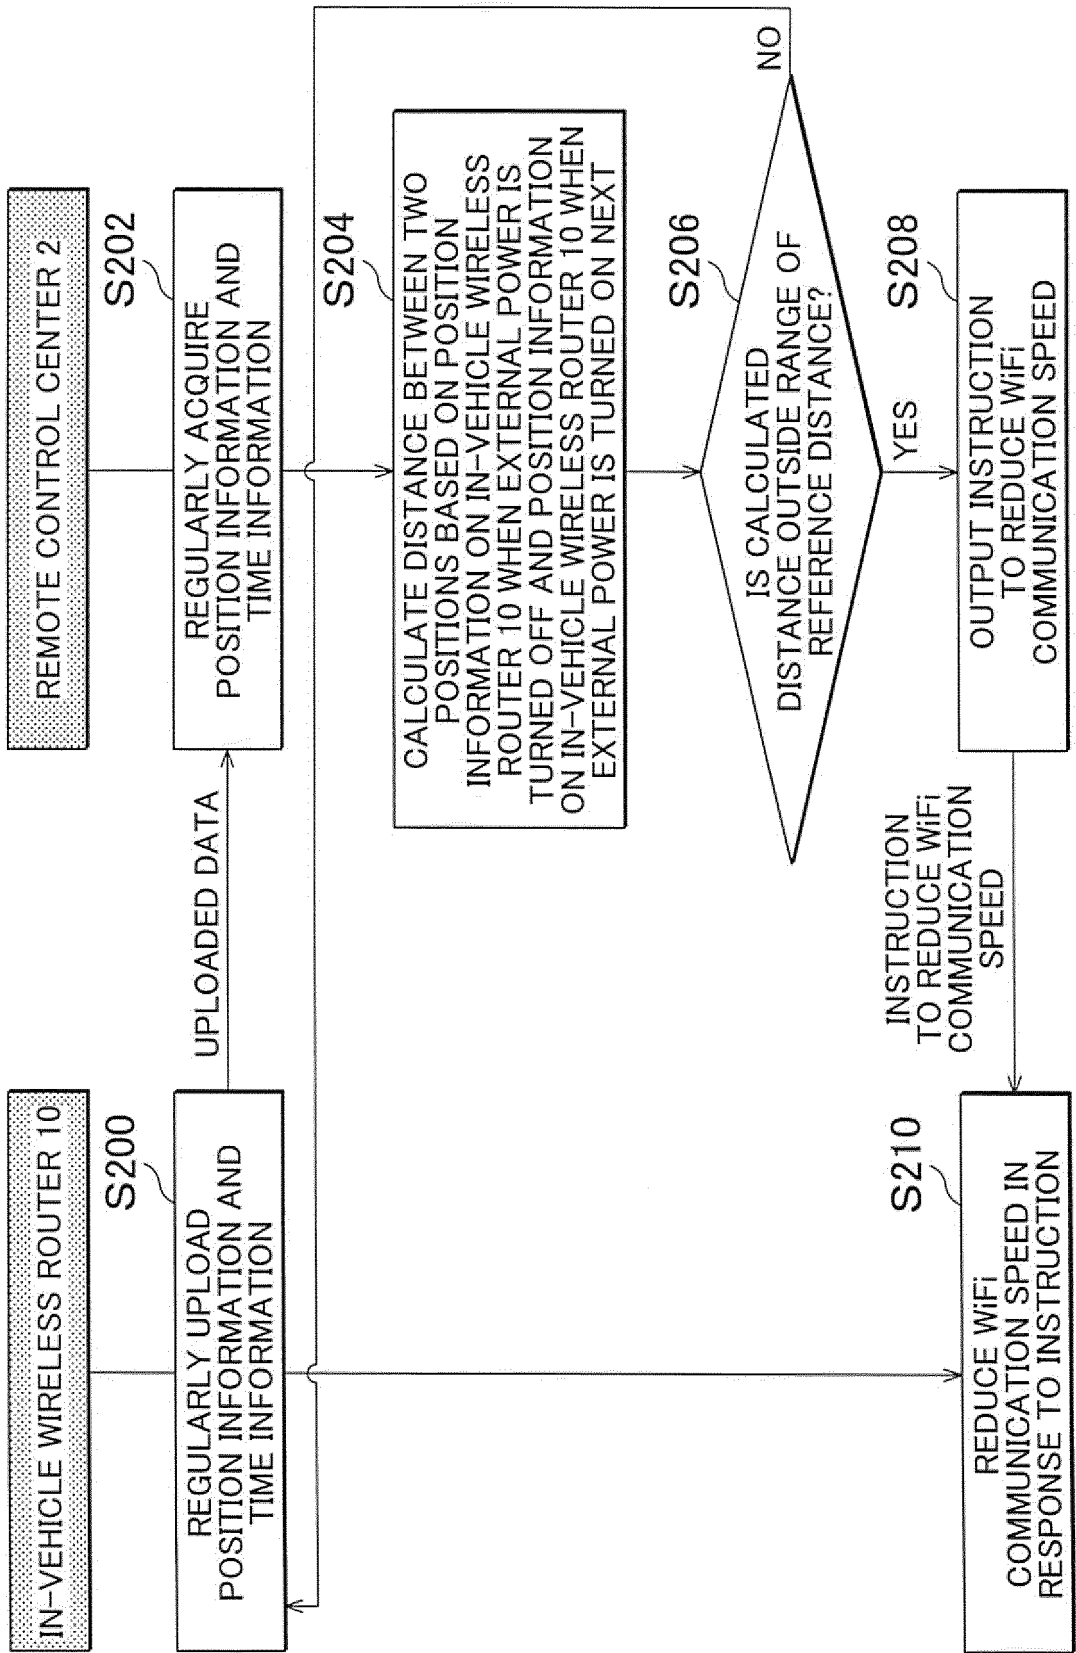 IN-VEHICLE WIRELESS ROUTER 10
REMOTE CONTROL CENTER 2
S200
REGULARLY UPLOAD
POSITION INFORMATION AND
TIME INFORMATION
UPLOADED DATA
S202
REGULARLY ACQUIRE
POSITION INFORMATION AND
TIME INFORMATION
S204
CALCULATE DISTANCE BETWEEN TWO
POSITIONS BASED ON POSITION
INFORMATION ON IN-VEHICLE WIRELESS
ROUTER 10 WHEN EXTERNAL POWER IS
TURNED OFF AND POSITION INFORMATION
ON IN-VEHICLE WIRELESS ROUTER 10 WHEN
EXTERNAL POWER IS TURNED ON NEXT
S206
IS CALCULATED
DISTANCE OUTSIDE RANGE OF
REFERENCE DISTANCE?
NO
YES
S208
OUTPUT INSTRUCTION
TO REDUCE WiFi
COMMUNICATION SPEED
INSTRUCTION
TO REDUCE WiFi
COMMUNICATION
SPEED
S210
REDUCE WiFi
COMMUNICATION SPEED IN
RESPONSE TO INSTRUCTION